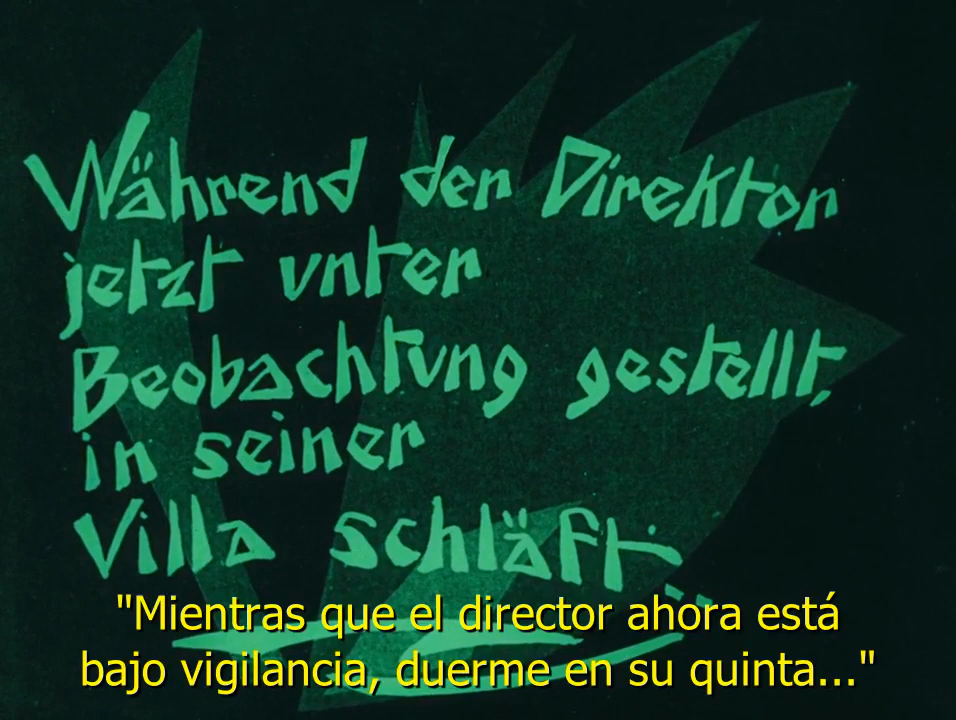 Während der Direktor
jetzt unter
Beobachtung gestellt,
in seiner
Villa schläft...
"Mientras que el director ahora está
bajo vigilancia, duerme en su quinta..."